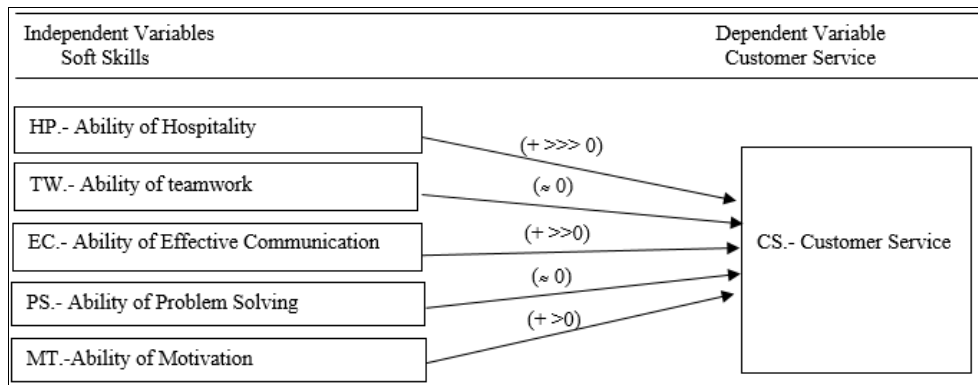 Independent Variables
Soft Skills
Dependent Variable
Customer Service
HP.- Ability of Hospitality
(+ >>> 0)
TW.- Ability of teamwork
(≈ 0)
EC.- Ability of Effective Communication
(+ >>0)
CS.- Customer Service
PS.- Ability of Problem Solving
(≈ 0)
MT.-Ability of Motivation
(+ >0)